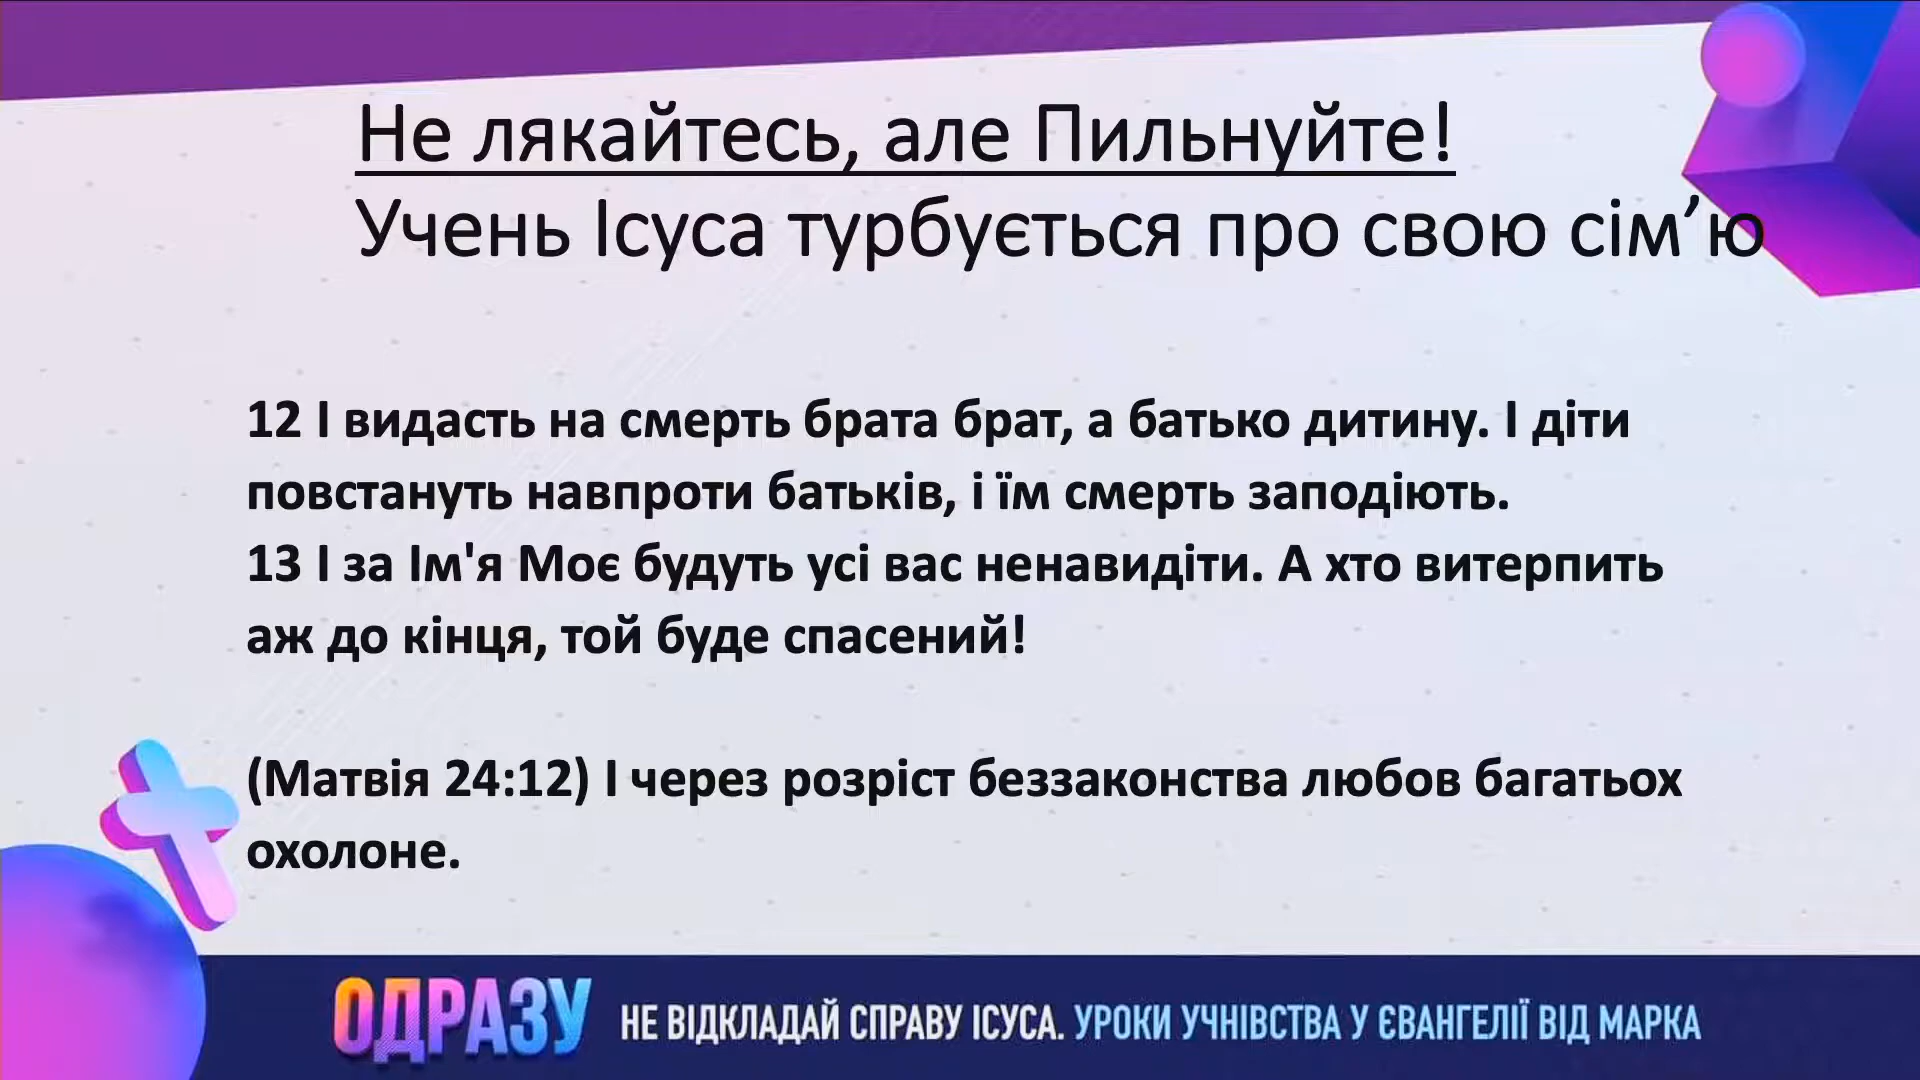 Не лякайтесь, але Пильнуйте!
Учень Ісуса турбується про свою сім’ю
12 І видасть на смерть брата брат, а батько дитину. І діти
повстануть навпроти батьків, і їм смерть заподіють.
13 І за Ім'я Моє будуть усі вас ненавидіти. А хто витерпить
аж до кінця, той буде спасений!
(Матвія 24:12) І через розріст беззаконства любов багатьох
охолоне.
ОДРАЗУ НЕ ВІДКЛАДАЙ СПРАВУ ІСУСА. УРОКИ УЧНІВСТВА У ЄВАНГЕЛІЇ ВІД МАРКА